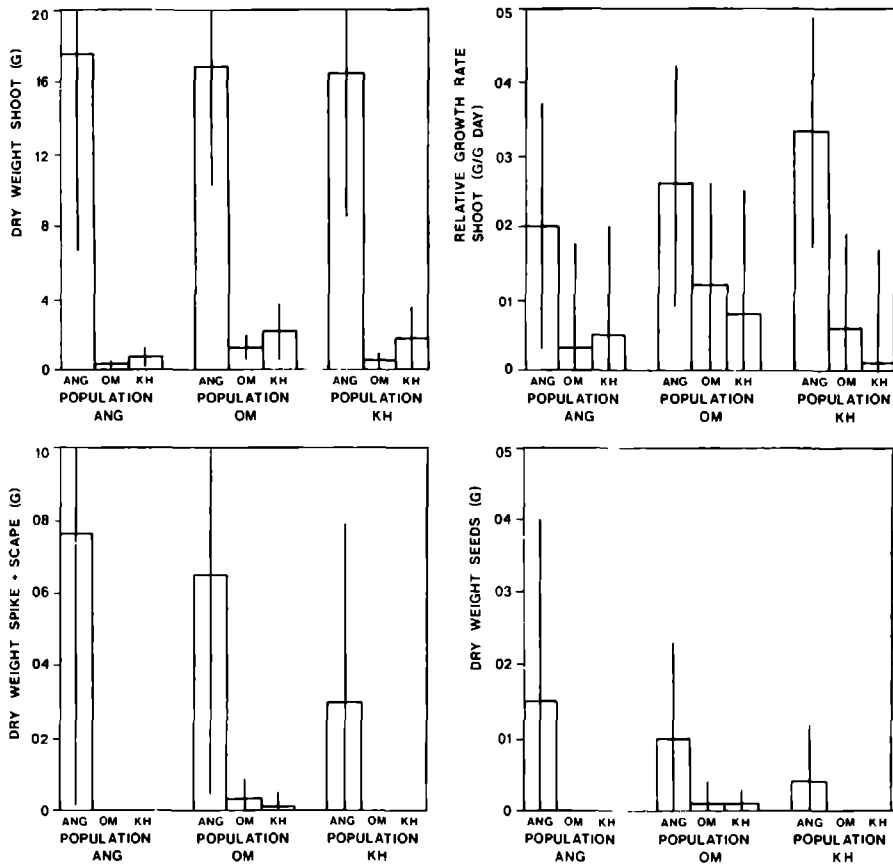 DRY WEIGHT SHOOT (G)
20
16
12
8
4
0
ANG OM KH ANG OM KH ANG OM KH
POPULATION POPULATION POPULATION
ANG OM KH
RELATIVE GROWTH RATE
SHOOT (G/G DAY)
05
04
03
02
01
0
ANG OM KH ANG OM KH ANG OM KH
POPULATION POPULATION POPULATION
ANG OM KH
DRY WEIGHT SPIKE + SCAPE (G)
10
08
06
04
02
0
ANG OM KH ANG OM KH ANG OM KH
POPULATION POPULATION POPULATION
ANG OM KH
DRY WEIGHT SEEDS (G)
05
04
03
02
01
0
ANG OM KH ANG OM KH ANG OM KH
POPULATION POPULATION POPULATION
ANG OM KH